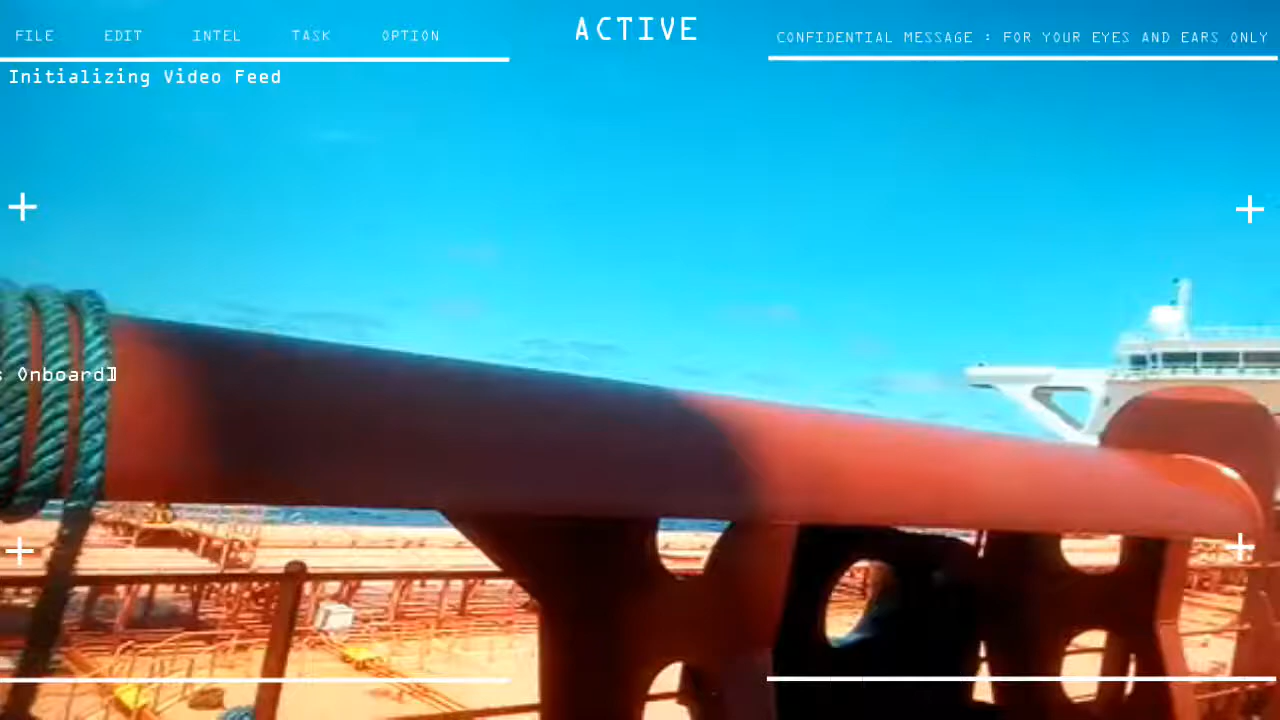 FILE EDIT INTEL TASK OPTION
ACTIVE
CONFIDENTIAL MESSAGE : FOR YOUR EYES AND EARS ONLY
Initializing Video Feed
Onboard]